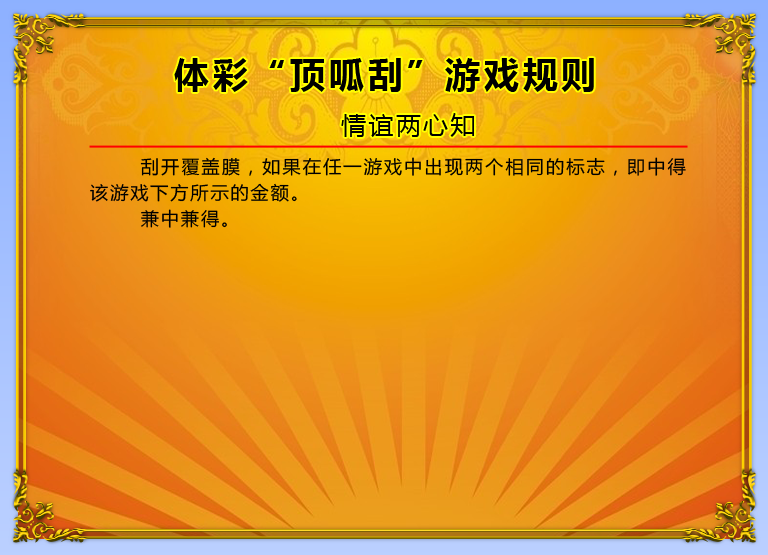 体彩“顶呱刮”游戏规则
情谊两心知
刮开覆盖膜，如果在任一游戏中出现两个相同的标志，即中得
该游戏下方所示的金额。
兼中兼得。